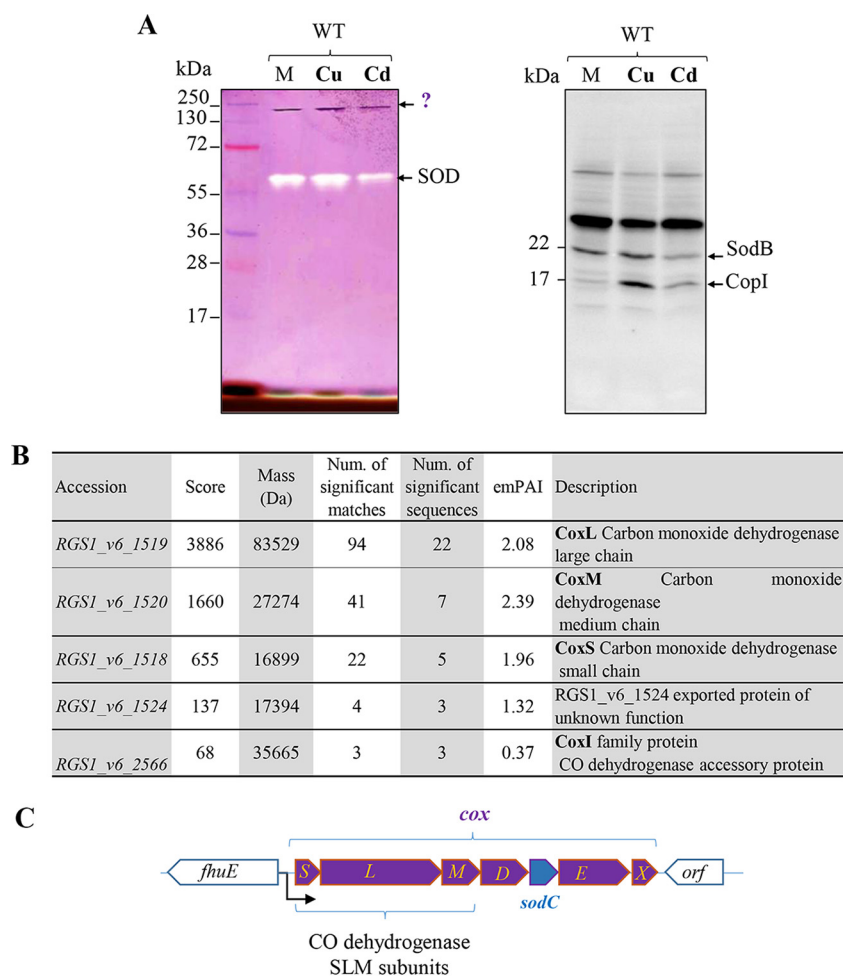 A
WT
kDa
M Cu Cd
250
130
72
55
36
28
17
?
SOD
WT
kDa
M Cu Cd
22
17
SodB
CopI
B
Accession Score Mass (Da) Num. of significant matches Num. of significant sequences emPAI Description
RGS1_v6_1519 3886 83529 94 22 2.08 CoxL Carbon monoxide dehydrogenase large chain
RGS1_v6_1520 1660 27274 41 7 2.39 CoxM Carbon monoxide dehydrogenase medium chain
RGS1_v6_1518 655 16899 22 5 1.96 CoxS Carbon monoxide dehydrogenase small chain
RGS1_v6_1524 137 17394 4 3 1.32 RGS1_v6_1524 exported protein of unknown function
RGS1_v6_2566 68 35665 3 3 0.37 CoxI family protein CO dehydrogenase accessory protein
C
cox
fhuE S L M D E X orf
sodC
CO dehydrogenase
SLM subunits